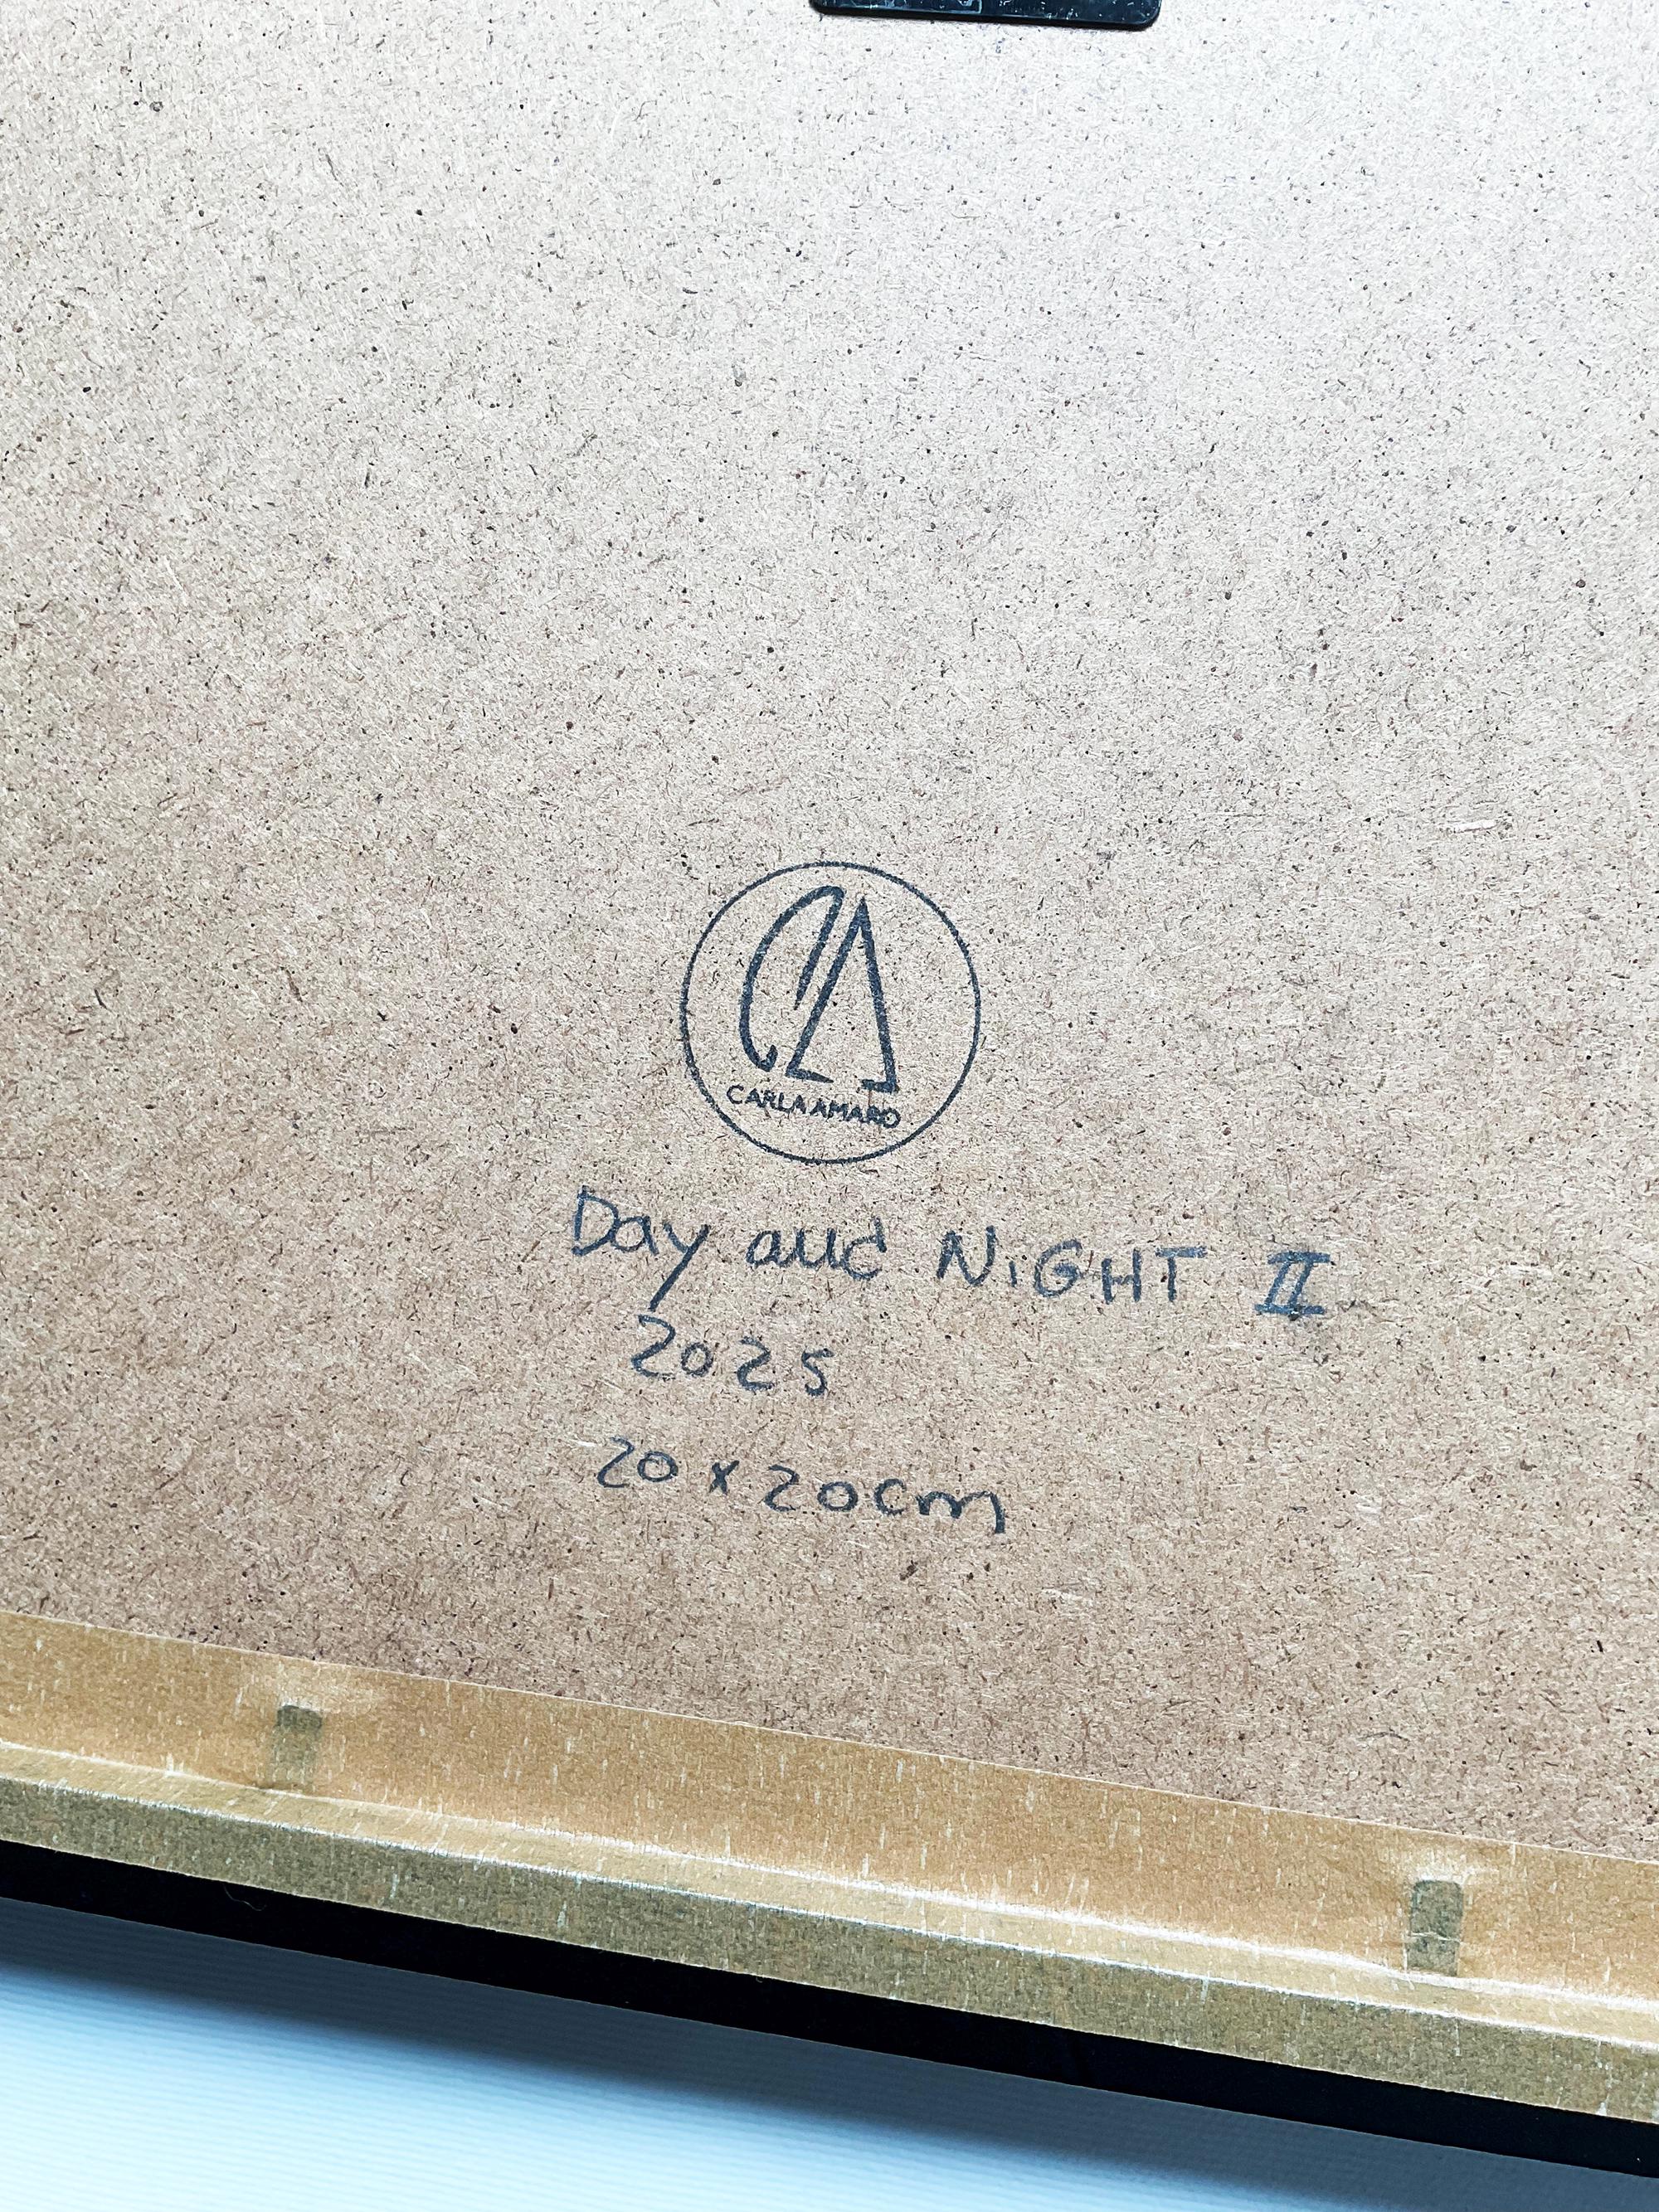 CA
CARLA AMARO
Day and NiGHT II
2025
20 x 20cm